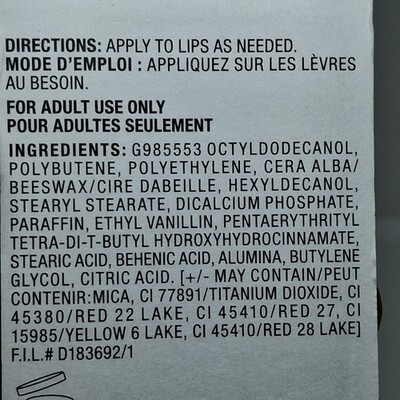 DIRECTIONS: APPLY TO LIPS AS NEEDED.
MODE D'EMPLOI : APPLIQUEZ SUR LES LÈVRES
AU BESOIN.
FOR ADULT USE ONLY
POUR ADULTES SEULEMENT
INGREDIENTS: G985553 OCTYLDODECANOL,
POLYBUTENE, POLYETHYLENE, CERA ALBA/
BEESWAX/CIRE DABEILLE, HEXYLDECANOL,
STEARYL STEARATE, DICALCIUM PHOSPHATE,
PARAFFIN, ETHYL VANILLIN, PENTAERYTHRITYL
TETRA-DI-T-BUTYL HYDROXYHYDROCINNAMATE,
STEARIC ACID, BEHENIC ACID, ALUMINA, BUTYLENE
GLYCOL, CITRIC ACID. [+/- MAY CONTAIN/PEUT
CONTENIR:MICA, CI 77891/TITANIUM DIOXIDE, CI
45380/RED 22 LAKE, CI 45410/RED 27, CI
15985/YELLOW 6 LAKE, CI 45410/RED 28 LAKE]
F.I.L.# D183692/1